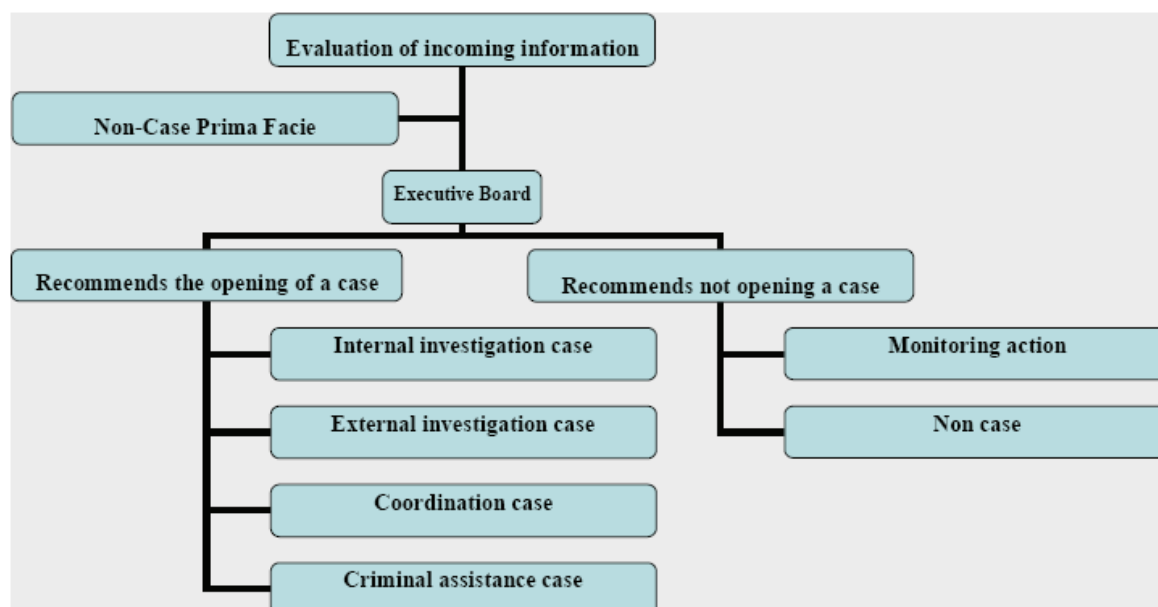 Evaluation of incoming information
Non-Case Prima Facie
Executive Board
Recommends the opening of a case
Recommends not opening a case
Internal investigation case
Monitoring action
External investigation case
Non case
Coordination case
Criminal assistance case